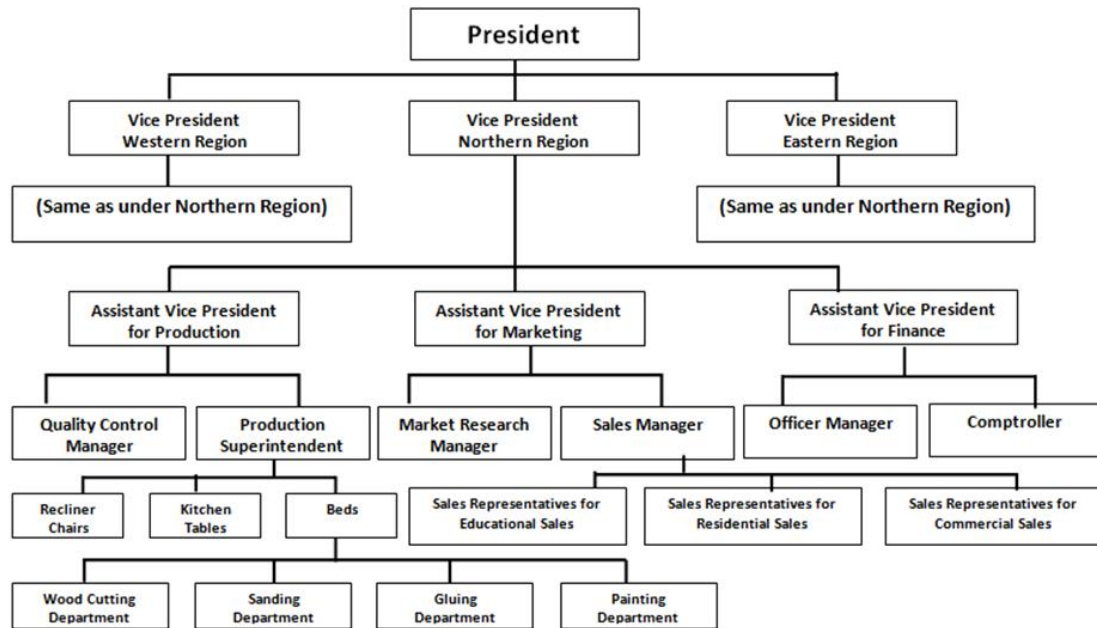 President
Vice President
Western Region
Vice President
Northern Region
Vice President
Eastern Region
(Same as under Northern Region)
(Same as under Northern Region)
Assistant Vice President
for Production
Assistant Vice President
for Marketing
Assistant Vice President
for Finance
Quality Control
Manager
Production
Superintendent
Market Research
Manager
Sales Manager
Officer Manager
Comptroller
Recliner
Chairs
Kitchen
Tables
Beds
Sales Representatives for
Educational Sales
Sales Representatives for
Residential Sales
Sales Representatives for
Commercial Sales
Wood Cutting
Department
Sanding
Department
Gluing
Department
Painting
Department